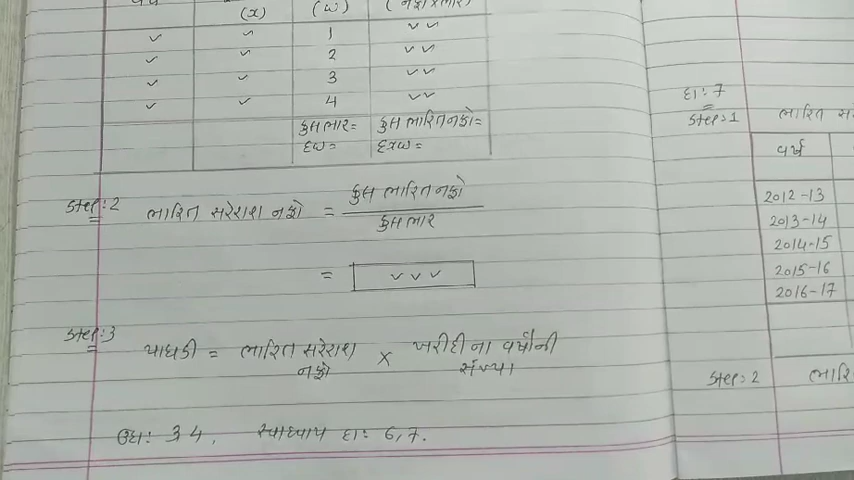 (x) (w) (નફો x ભાર)
1
2
3
4
કુલ ભાર= કુલ ભારિત નફો=
Σw= Σxw=
Step:2 ભારિત સરેરાશ નફો = કુલ ભારિત નફો
કુલ ભાર
=
Step:3 પાઘડી = ભારિત સરેરાશ નફો x ખરીદીના વર્ષોની સંખ્યા
ઉદા: 3 4, સ્વાધ્યાય દા: 6,7.
દા: 7
Step:1 ભારિત
વર્ષ
2012-13
2013-14
2014-15
2015-16
2016-17
Step:2